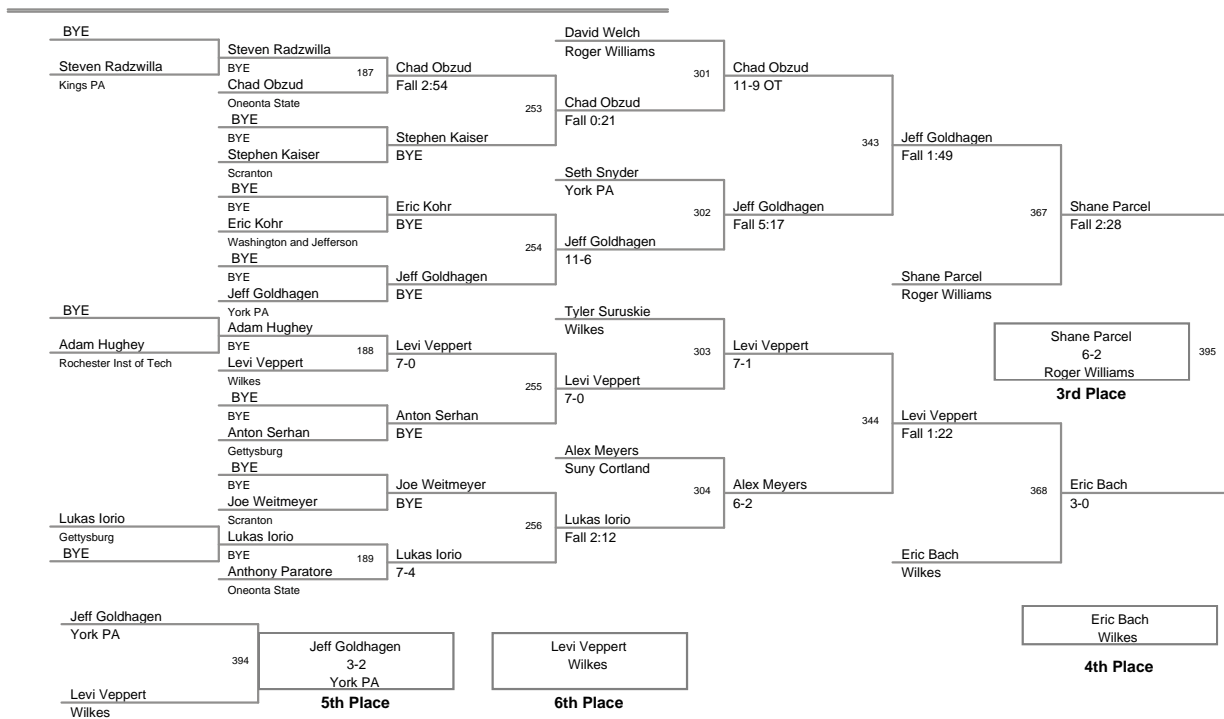 BYE
Steven Radzwilla
Kings PA
Steven Radzwilla
BYE
187
Chad Obzud
Oneonta State
Chad Obzud
Fall 2:54
BYE
BYE
Stephen Kaiser
Scranton
Stephen Kaiser
BYE
253
Chad Obzud
Fall 0:21
David Welch
Roger Williams
301
Chad Obzud
11-9 OT
BYE
BYE
Eric Kohr
Washington and Jefferson
Eric Kohr
BYE
254
BYE
BYE
Jeff Goldhagen
York PA
Jeff Goldhagen
BYE
Jeff Goldhagen
11-6
Seth Snyder
York PA
302
Jeff Goldhagen
Fall 5:17
343
Jeff Goldhagen
Fall 1:49
367
Shane Parcel
Roger Williams
Shane Parcel
Fall 2:28
BYE
Adam Hughey
Rochester Inst of Tech
Adam Hughey
BYE
188
Levi Veppert
Wilkes
Levi Veppert
7-0
BYE
BYE
Anton Serhan
Gettysburg
Anton Serhan
BYE
255
Levi Veppert
7-0
Tyler Suruskie
Wilkes
303
Levi Veppert
7-1
BYE
BYE
Joe Weitmeyer
Scranton
Joe Weitmeyer
BYE
256
Lukas Iorio
Gettysburg
BYE
Lukas Iorio
BYE
189
Anthony Paratore
Oneonta State
Lukas Iorio
7-4
Lukas Iorio
Fall 2:12
Alex Meyers
Suny Cortland
304
Alex Meyers
6-2
344
Levi Veppert
Fall 1:22
368
Eric Bach
Wilkes
Eric Bach
3-0
Shane Parcel
6-2
Roger Williams
395
3rd Place
Eric Bach
Wilkes
4th Place
Jeff Goldhagen
York PA
394
Levi Veppert
Wilkes
Jeff Goldhagen
3-2
York PA
5th Place
Levi Veppert
Wilkes
6th Place